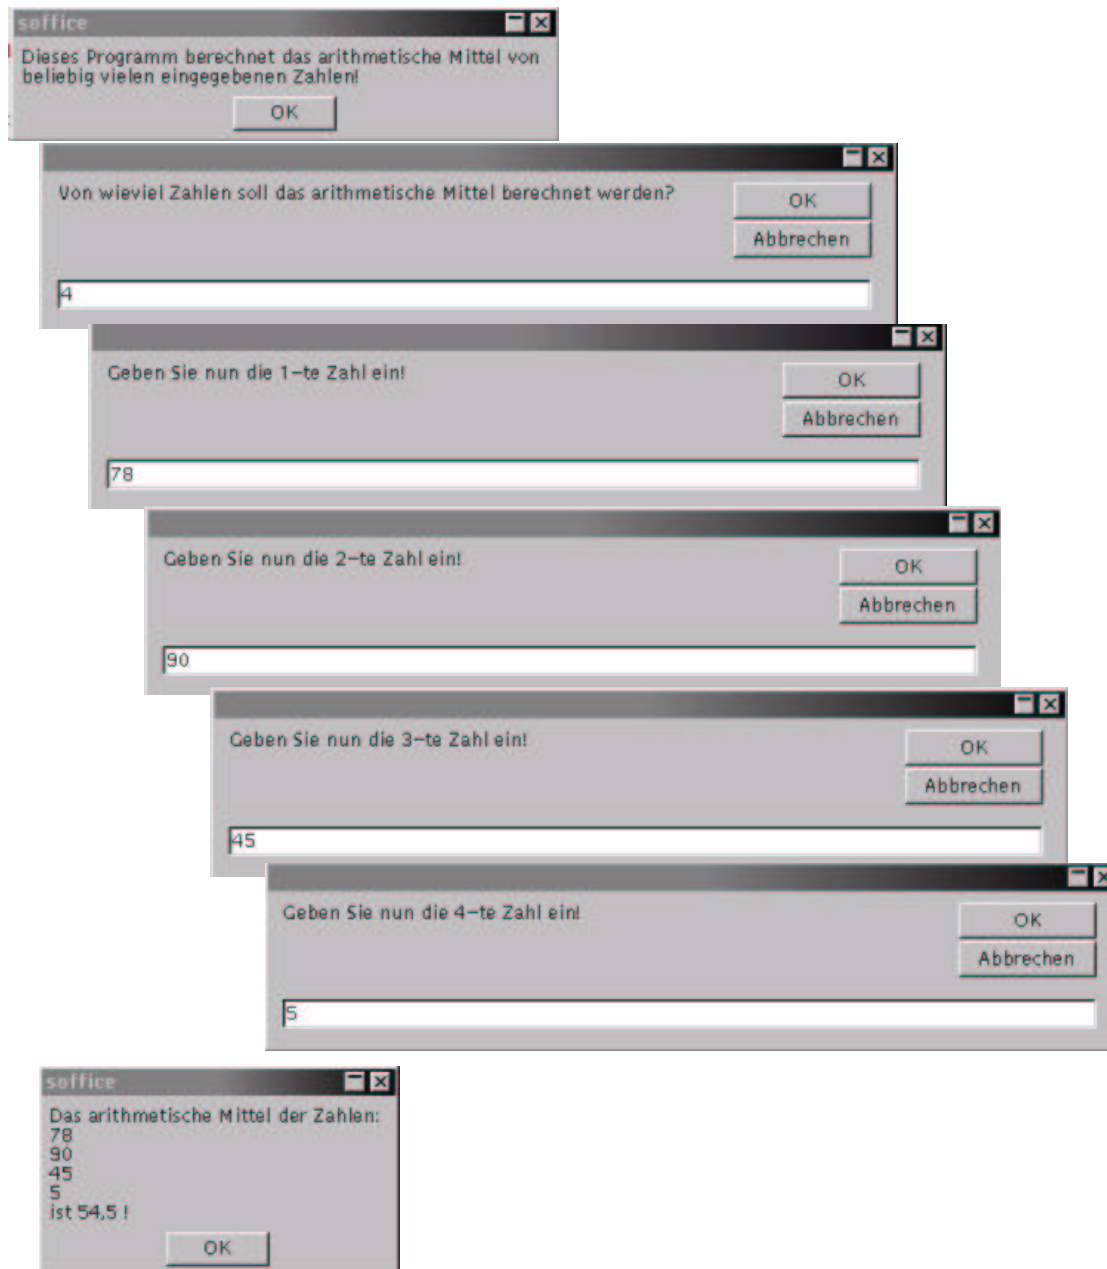 soffice
Dieses Programm berechnet das arithmetische Mittel von
beliebig vielen eingegebenen Zahlen!
OK
Von wieviel Zahlen soll das arithmetische Mittel berechnet werden?
OK
Abbrechen
4
Geben Sie nun die 1-te Zahl ein!
OK
Abbrechen
78
Geben Sie nun die 2-te Zahl ein!
OK
Abbrechen
90
Geben Sie nun die 3-te Zahl ein!
OK
Abbrechen
45
Geben Sie nun die 4-te Zahl ein!
OK
Abbrechen
5
soffice
Das arithmetische Mittel der Zahlen:
78
90
45
5
ist 54,5 !
OK